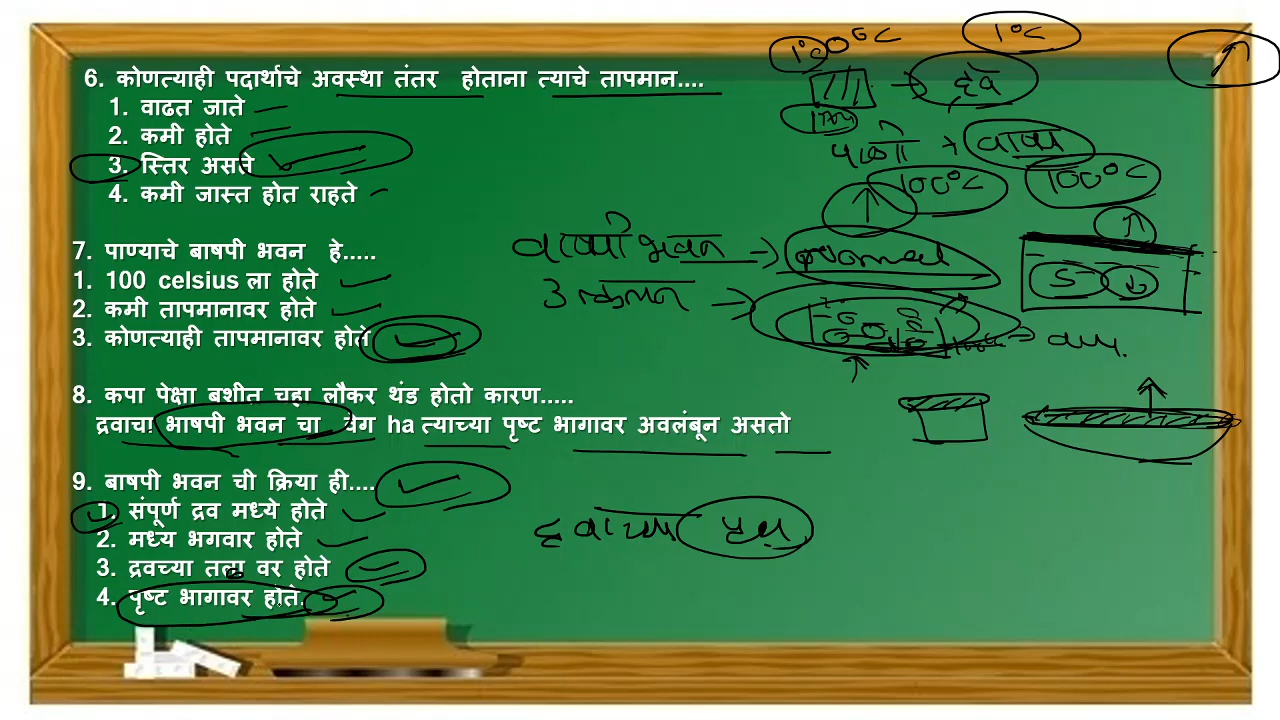 6. कोणत्याही पदार्थाचे अवस्था तंतर होताना त्याचे तापमान....
1. वाढत जाते
2. कमी होते
3. स्तिर असते
4. कमी जास्त होत राहते
7. पाण्याचे बाषपी भवन हे.....
1. 100 celsius ला होते
2. कमी तापमानावर होते
3. कोणत्याही तापमानावर होते
8. कपा पेक्षा बशीत चहा लौकर थंड होतो कारण.....
द्रवाचा भाषपी भवन चा वेग ha त्याच्या पृष्ट भागावर अवलंबून असतो
9. बाषपी भवन ची क्रिया ही....
1. संपूर्ण द्रव मध्ये होते
2. मध्य भगवार होते
3. द्रवच्या तळा वर होते
4. पृष्ट भागावर होते.
1°C
द्रव
वाष्प
100°C
100°C
वाष्पीभवन
उत्कलन